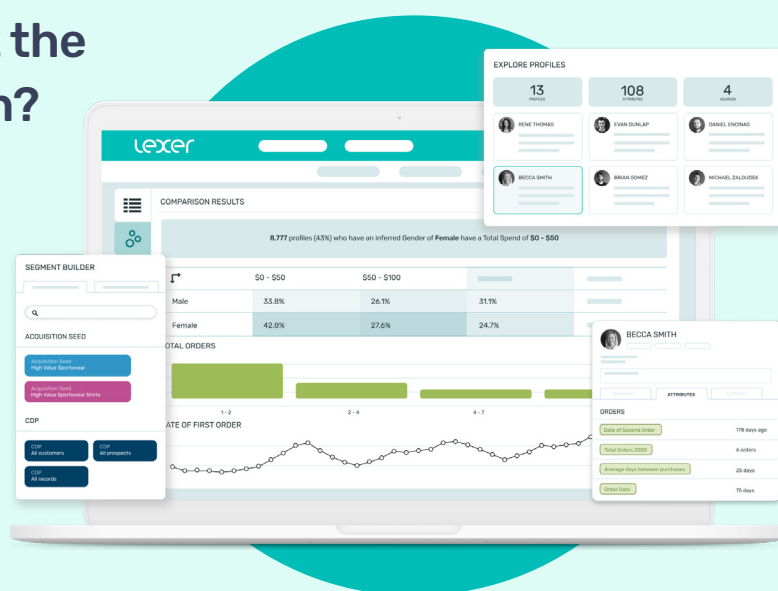 the
?
EXPLORE PROFILES
13
PROFILES
108
ATTRIBUTES
4
SOURCES
RENE THOMAS
EVAN DUNLAP
DANIEL ENCINAS
BECCA SMITH
BRIAN GOMEZ
MICHAEL ZALOUDEK
Lexer
COMPARISON RESULTS
8,777 profiles (43%) who have an inferred Gender of Female have a Total Spend of $0 - $50
$0 - $50 $50 - $100
Male 33.8% 26.1% 31.1%
Female 42.8% 27.6% 24.7%
OTAL ORDERS
1 - 2 2 - 4 4 - 7
ATE OF FIRST ORDER
SEGMENT BUILDER
ACQUISITION SEED
Acquisition Seed
High Value Sportswear
Acquisition Seed
High Value Sportswear Shirts
CDP
CDP
All customers
CDP
All prospects
CDP
All records
BECCA SMITH
ATTRIBUTES
ORDERS
Date of Second Order 178 days ago
Total Orders 2020 6 orders
Average days between purchases 25 days
Order Date 75 days